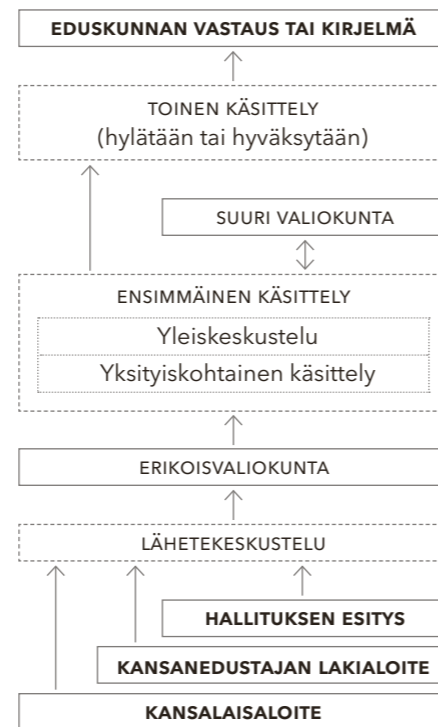 EDUSKUNNAN VASTAUS TAI KIRJELMÄ
TOINEN KÄSITTELY
(hylätään tai hyväksytään)
SUURI VALIOKUNTA
ENSIMMÄINEN KÄSITTELY
Yleiskeskustelu
Yksityiskohtainen käsittely
ERIKOISVALIOKUNTA
LÄHETEKESKUSTELU
HALLITUKSEN ESITYS
KANSANEDUSTAJAN LAKIALOITE
KANSALAISALOITE